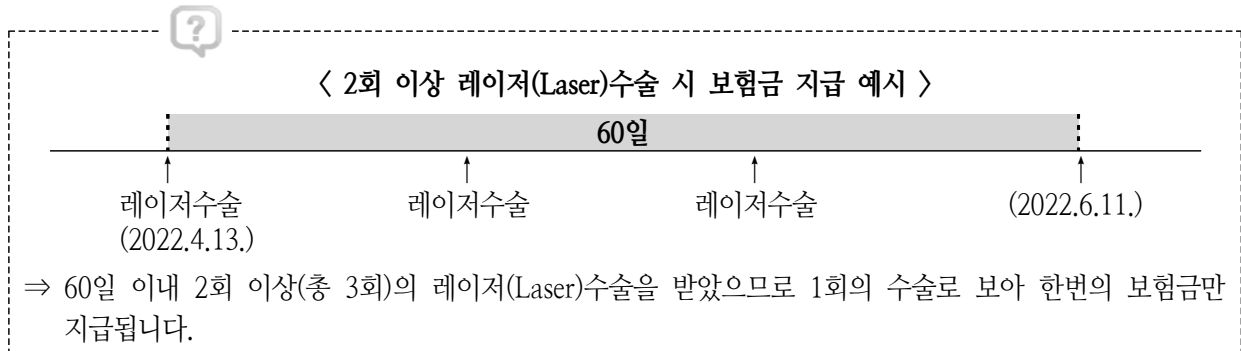 ?
〈 2회 이상 레이저(Laser)수술 시 보험금 지급 예시 〉
60일
레이저수술 레이저수술 레이저수술 (2022.6.11.)
(2022.4.13.)
⇒ 60일 이내 2회 이상(총 3회)의 레이저(Laser)수술을 받았으므로 1회의 수술로 보아 한번의 보험금만
지급됩니다.